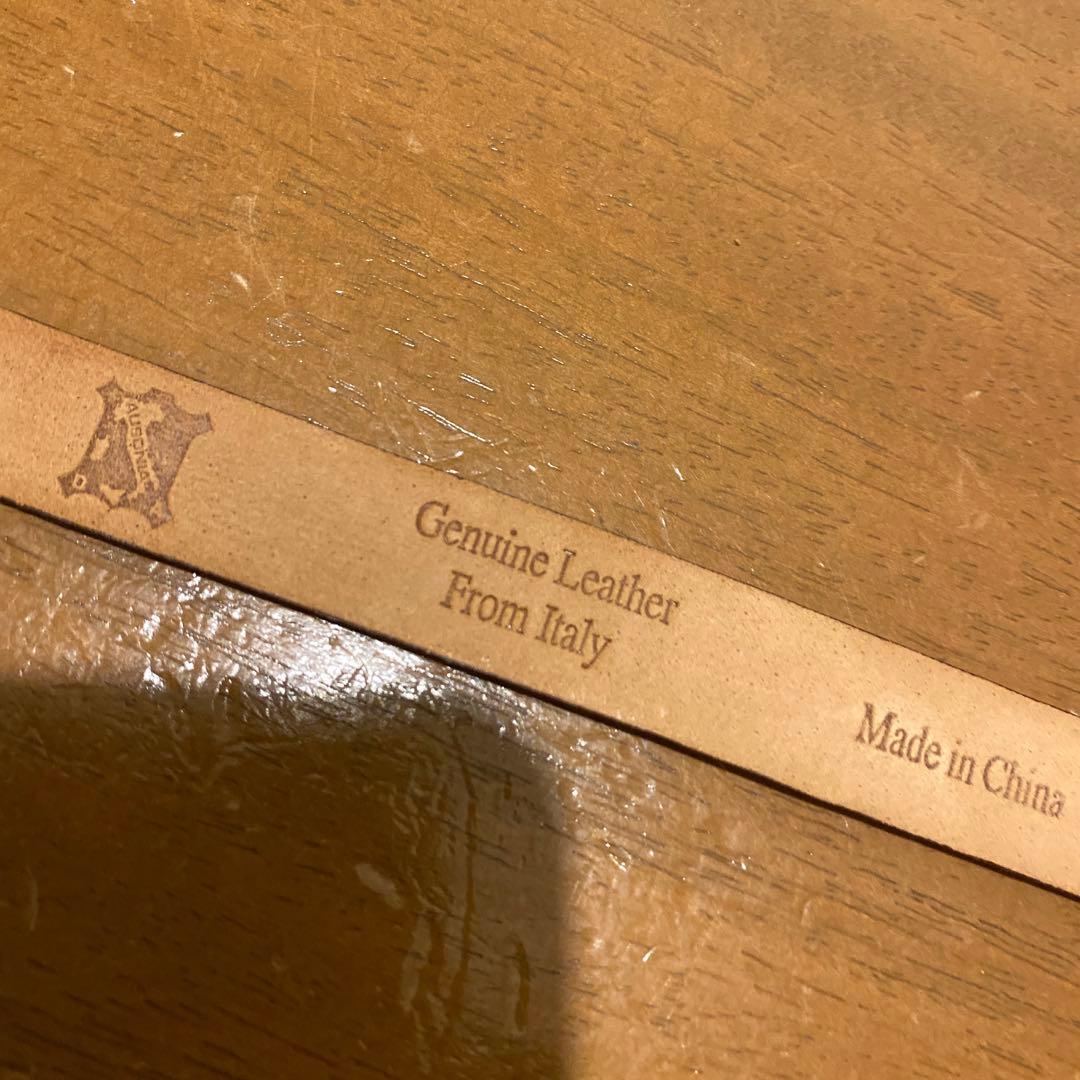 Genuine Leather
From Italy
Made in China